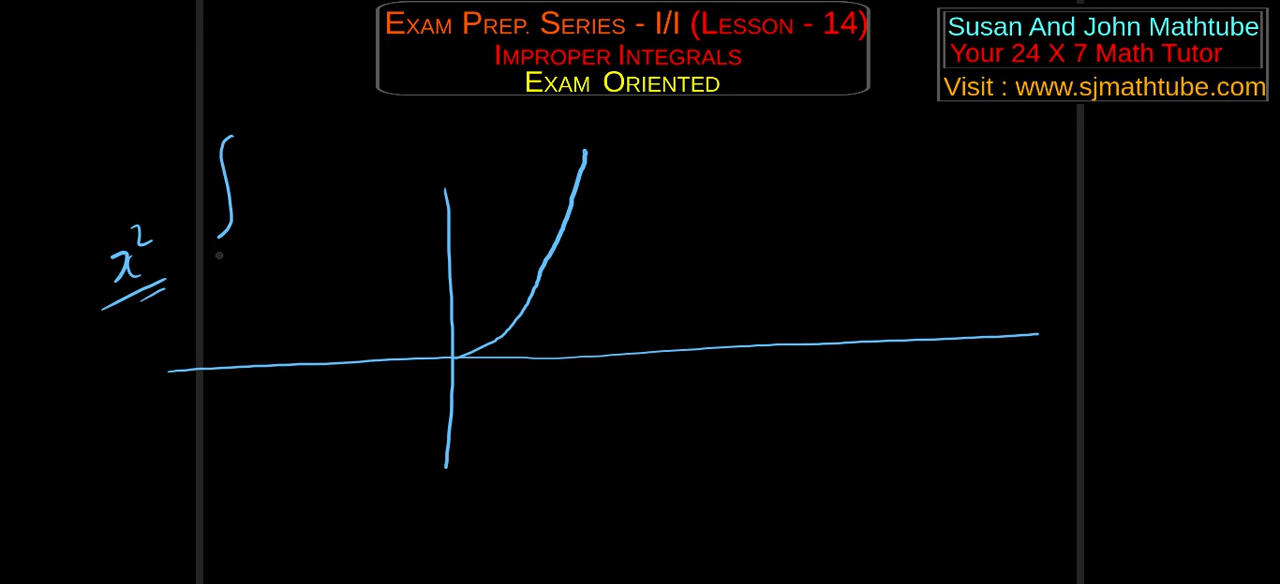 Exam Prep. Series - I/I (Lesson - 14)
Improper Integrals
Exam Oriented
Susan And John Mathtube
Your 24 X 7 Math Tutor
Visit : www.sjmathtube.com
∫
x²